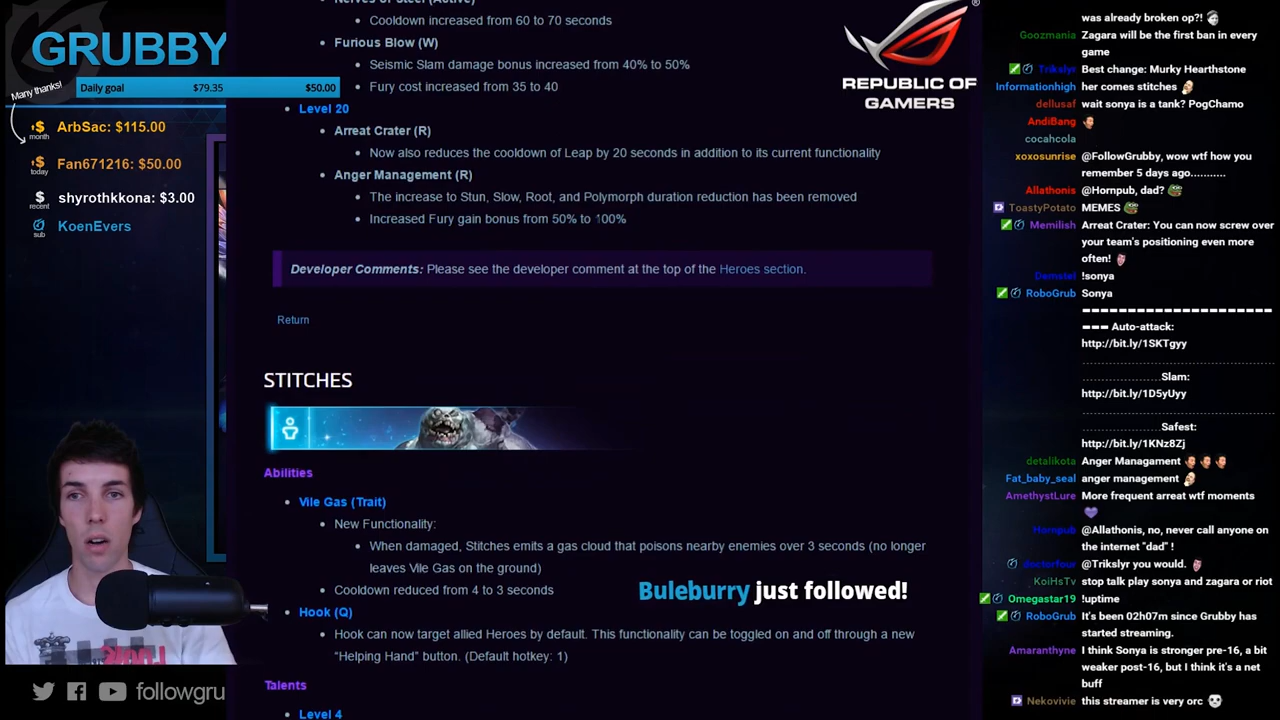 GRUBBY
Many thanks!
Daily goal $79.35 $50.00
$ month ArbSac: $115.00
$ today Fan671216: $50.00
$ recent shyrothkkona: $3.00
sub KoenEvers
followgru
Cooldown increased from 60 to 70 seconds
Furious Blow (W)
Seismic Slam damage bonus increased from 40% to 50%
Fury cost increased from 35 to 40
Level 20
Arreat Crater (R)
Now also reduces the cooldown of Leap by 20 seconds in addition to its current functionality
Anger Management (R)
The increase to Stun, Slow, Root, and Polymorph duration reduction has been removed
Increased Fury gain bonus from 50% to 100%
Developer Comments: Please see the developer comment at the top of the Heroes section.
Return
STITCHES
Abilities
Vile Gas (Trait)
New Functionality:
When damaged, Stitches emits a gas cloud that poisons nearby enemies over 3 seconds (no longer
leaves Vile Gas on the ground)
Cooldown reduced from 4 to 3 seconds
Buleburry just followed!
Hook (Q)
Hook can now target allied Heroes by default. This functionality can be toggled on and off through a new
"Helping Hand" button. (Default hotkey: 1)
Talents
Level 4
REPUBLIC OF
GAMERS
was already broken op?!
Goozmania Zagara will be the first ban in every
game
Trikslyr Best change: Murky Hearthstone
Informationhigh her comes stitches
dellusaf wait sonya is a tank? PogChamo
AndiBang
cocahcola
xoxosunrise @FollowGrubby, wow wtf how you
remember 5 days ago...........
Allathonis @Hornpub, dad?
ToastyPotato MEMES
Memilish Arreat Crater: You can now screw over
your team's positioning even more
often!
Demstel !sonya
RoboGrub Sonya
Auto-attack:
http://bit.ly/1SKTgyy
Slam:
http://bit.ly/1D5yUyy
Safest:
http://bit.ly/1KNz8Zj
detalikota Anger Managament
Fat_baby_seal anger management
AmethystLure More frequent arreat wtf moments
Hornpub @Allathonis, no, never call anyone on
the internet "dad" !
doctorfour @Trikslyr you would.
KoiHsTv stop talk play sonya and zagara or riot
Omegastar19 !uptime
RoboGrub It's been 02h07m since Grubby has
started streaming.
Amaranthyne I think Sonya is stronger pre-16, a bit
weaker post-16, but I think it's a net
buff
Nekovivie this streamer is very orc